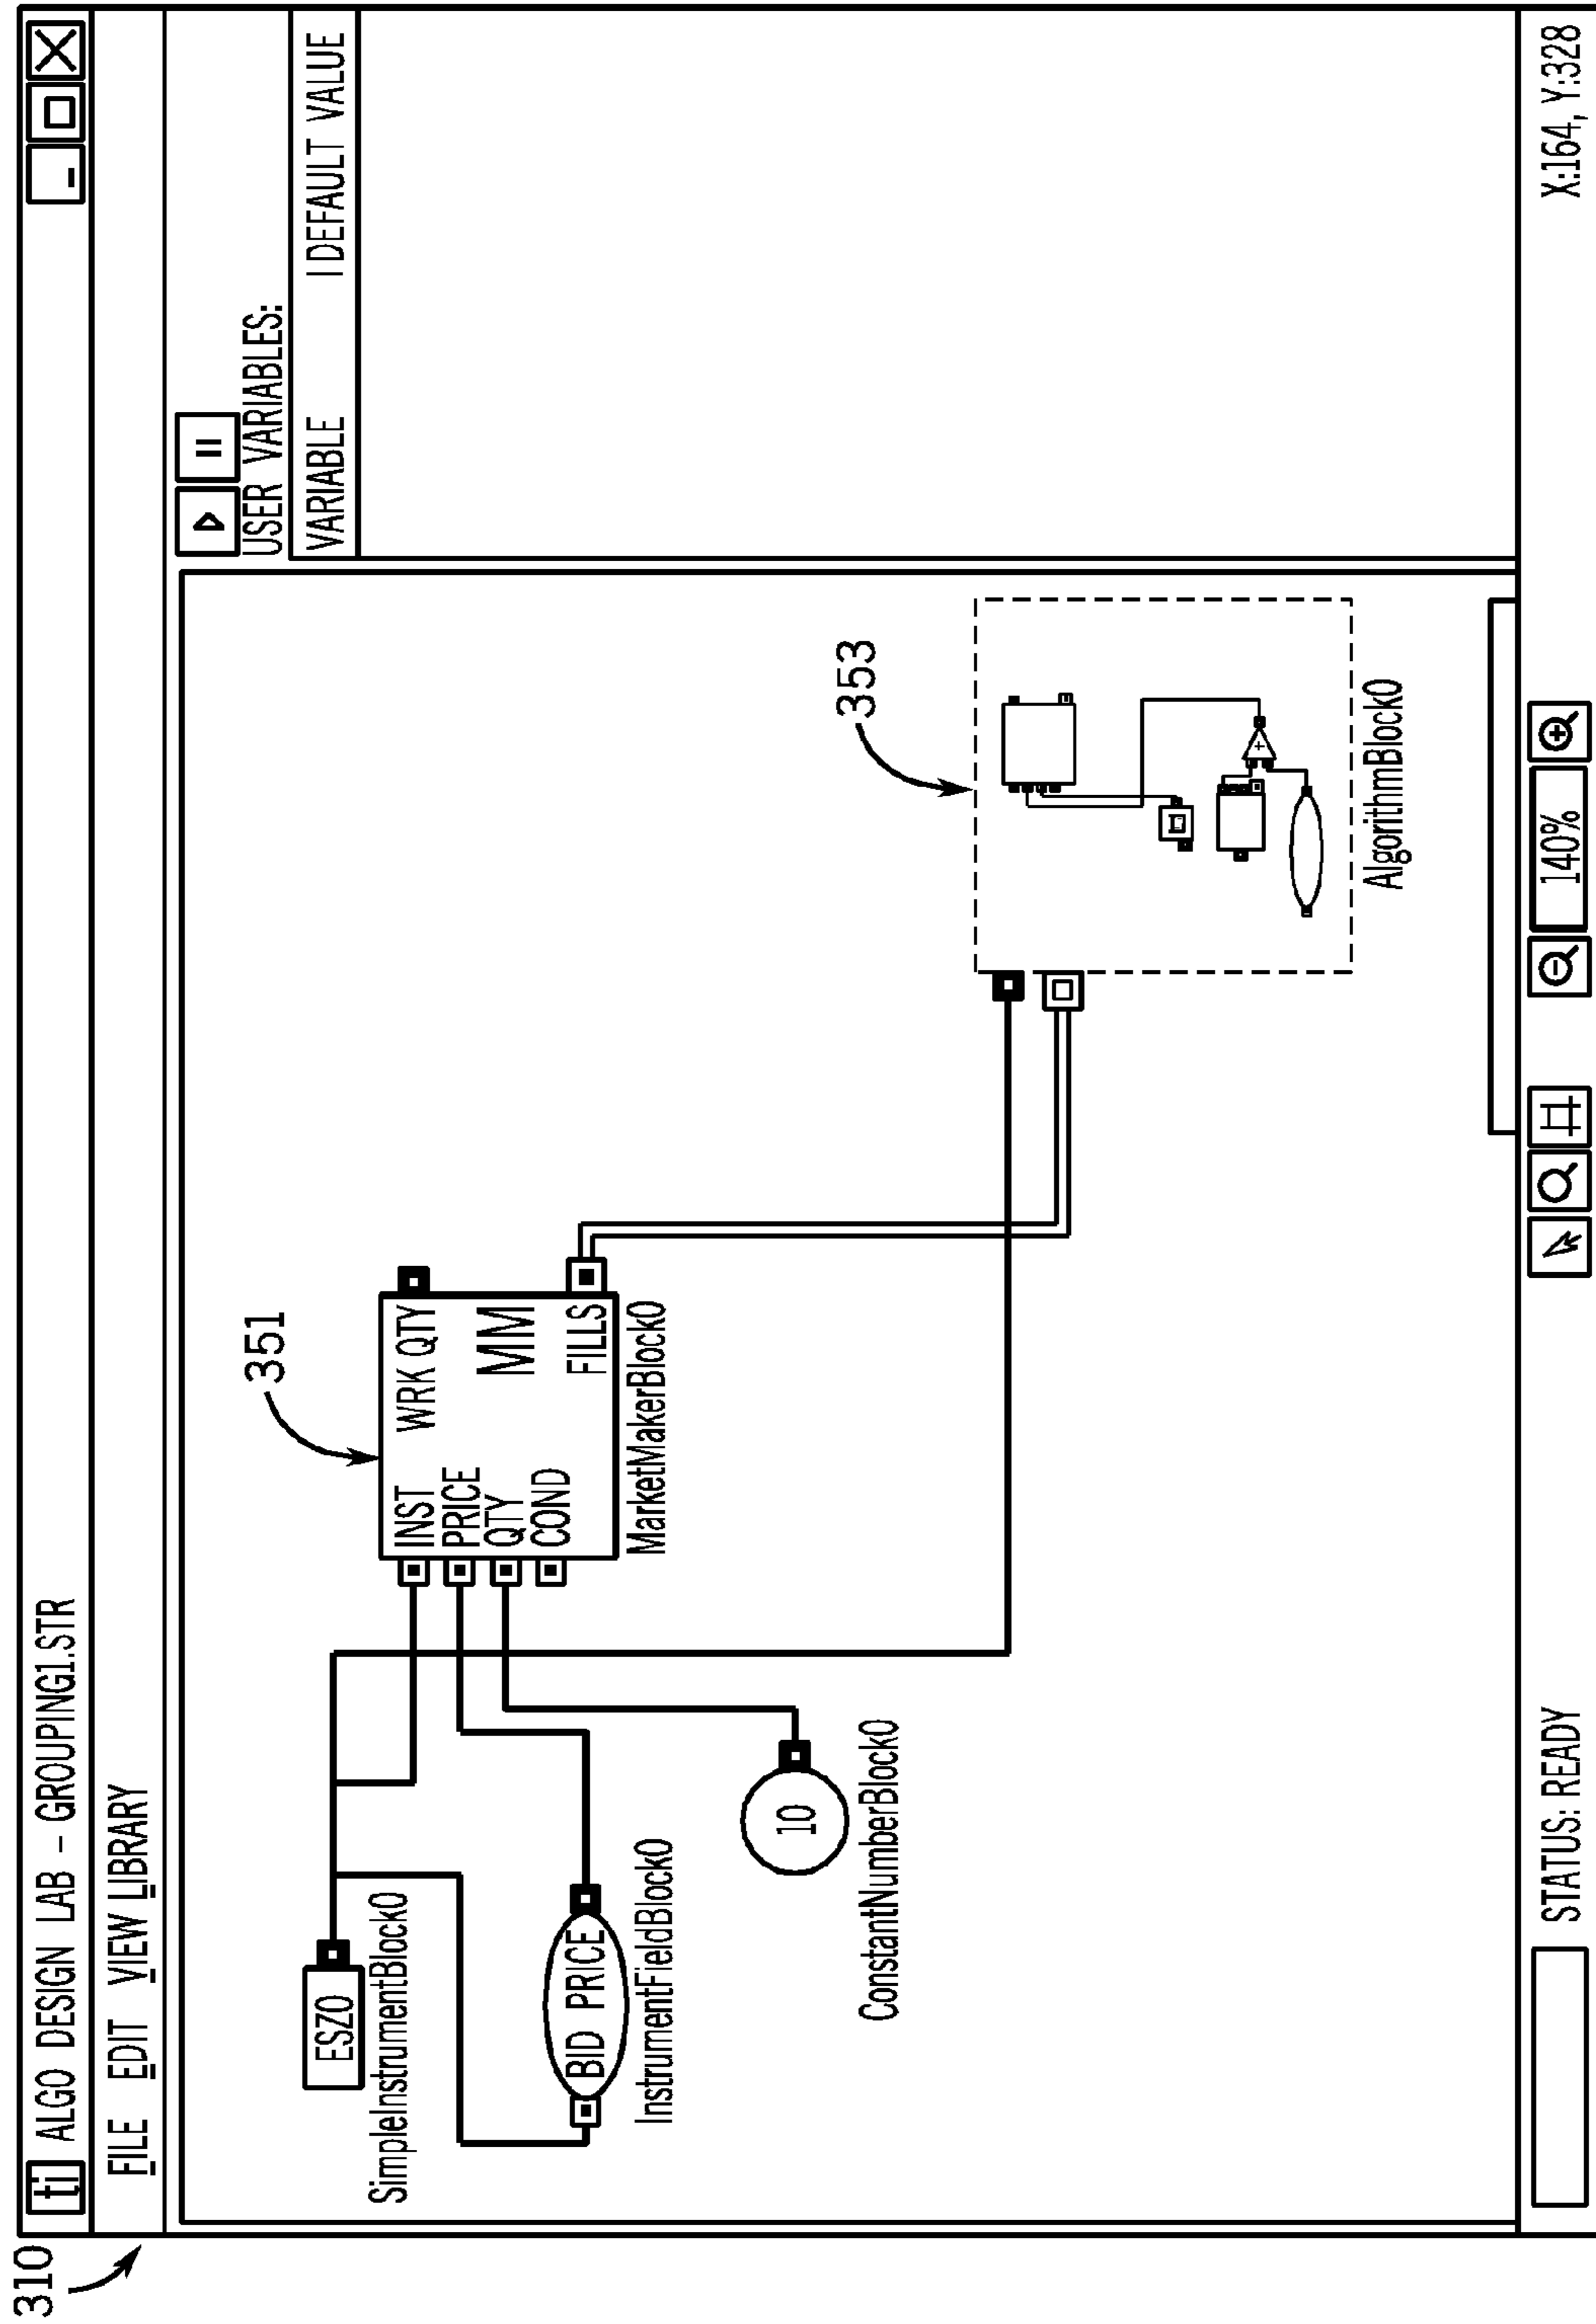 310
ti ALGO DESIGN LAB – GROUPING1.STR
FILE EDIT VIEW LIBRARY
USER VARIABLES:
VARIABLE | DEFAULT VALUE
ESZ0
SimpleInstrumentBlock0
BID PRICE
InstrumentFieldBlock0
10
ConstantNumberBlock0
351
INST WRK QTY
PRICE
QTY MM
COND FILLS
MarketMakerBlock0
353
AlgorithmBlock0
STATUS: READY
140%
X:164, Y:328